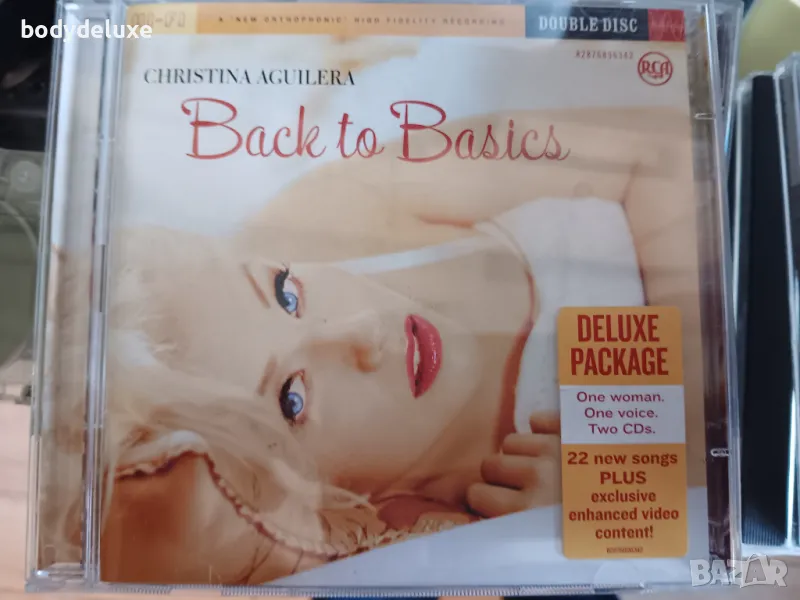 bodydeluxe
A "NEW ORTHOPHONIC" HIGH FIDELITY RECORDING
DOUBLE DISC
RCA
CHRISTINA AGUILERA
Back to Basics
DELUXE
PACKAGE
One woman.
One voice.
Two CDs.
22 new songs
PLUS
exclusive
enhanced video
content!
BAZAR